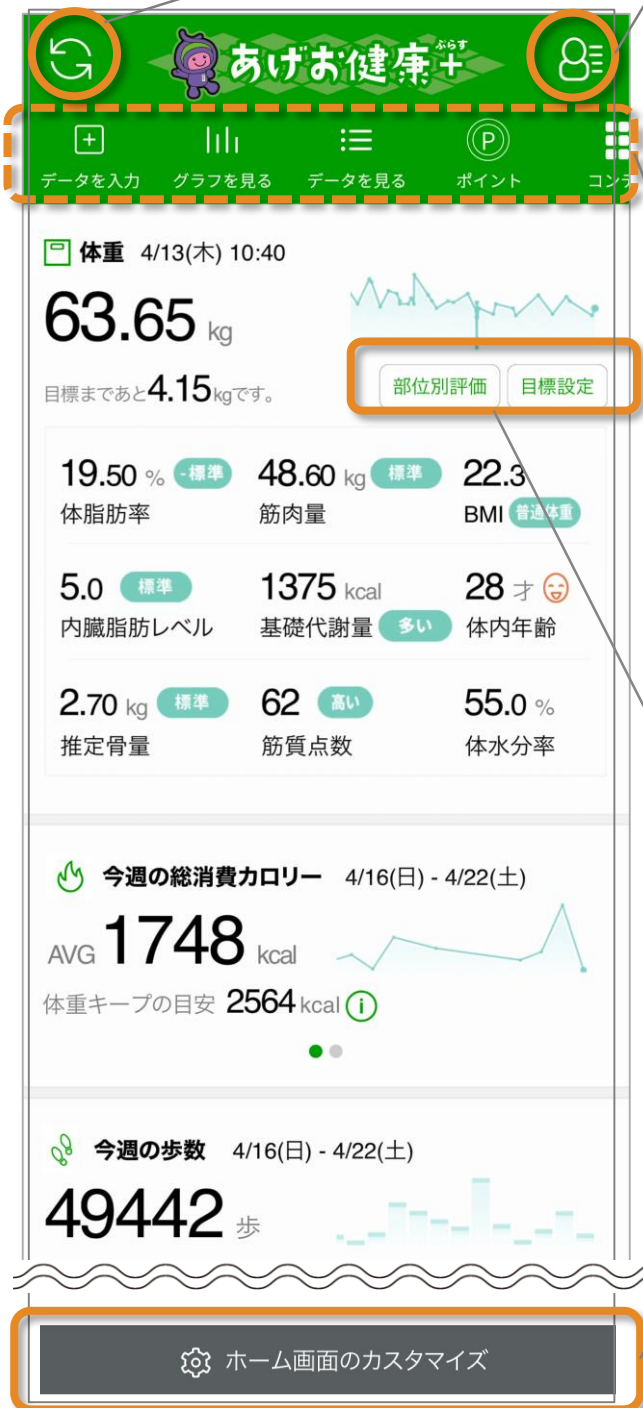 ぷらす
あげお健康+
データを入力 グラフを見る データを見る ポイント コンテ
体重 4/13(木) 10:40
63.65 kg
目標まであと4.15kgです。 部位別評価 目標設定
19.50 % -標準 48.60 kg 標準 22.3
体脂肪率 筋肉量 BMI 普通体重
5.0 標準 1375 kcal 28 才
内臓脂肪レベル 基礎代謝量 多い 体内年齢
2.70 kg 標準 62 高い 55.0 %
推定骨量 筋質点数 体水分率
今週の総消費カロリー 4/16(日) - 4/22(土)
AVG 1748 kcal
体重キープの目安 2564 kcal i
今週の歩数 4/16(日) - 4/22(土)
49442 歩
ホーム画面のカスタマイズ